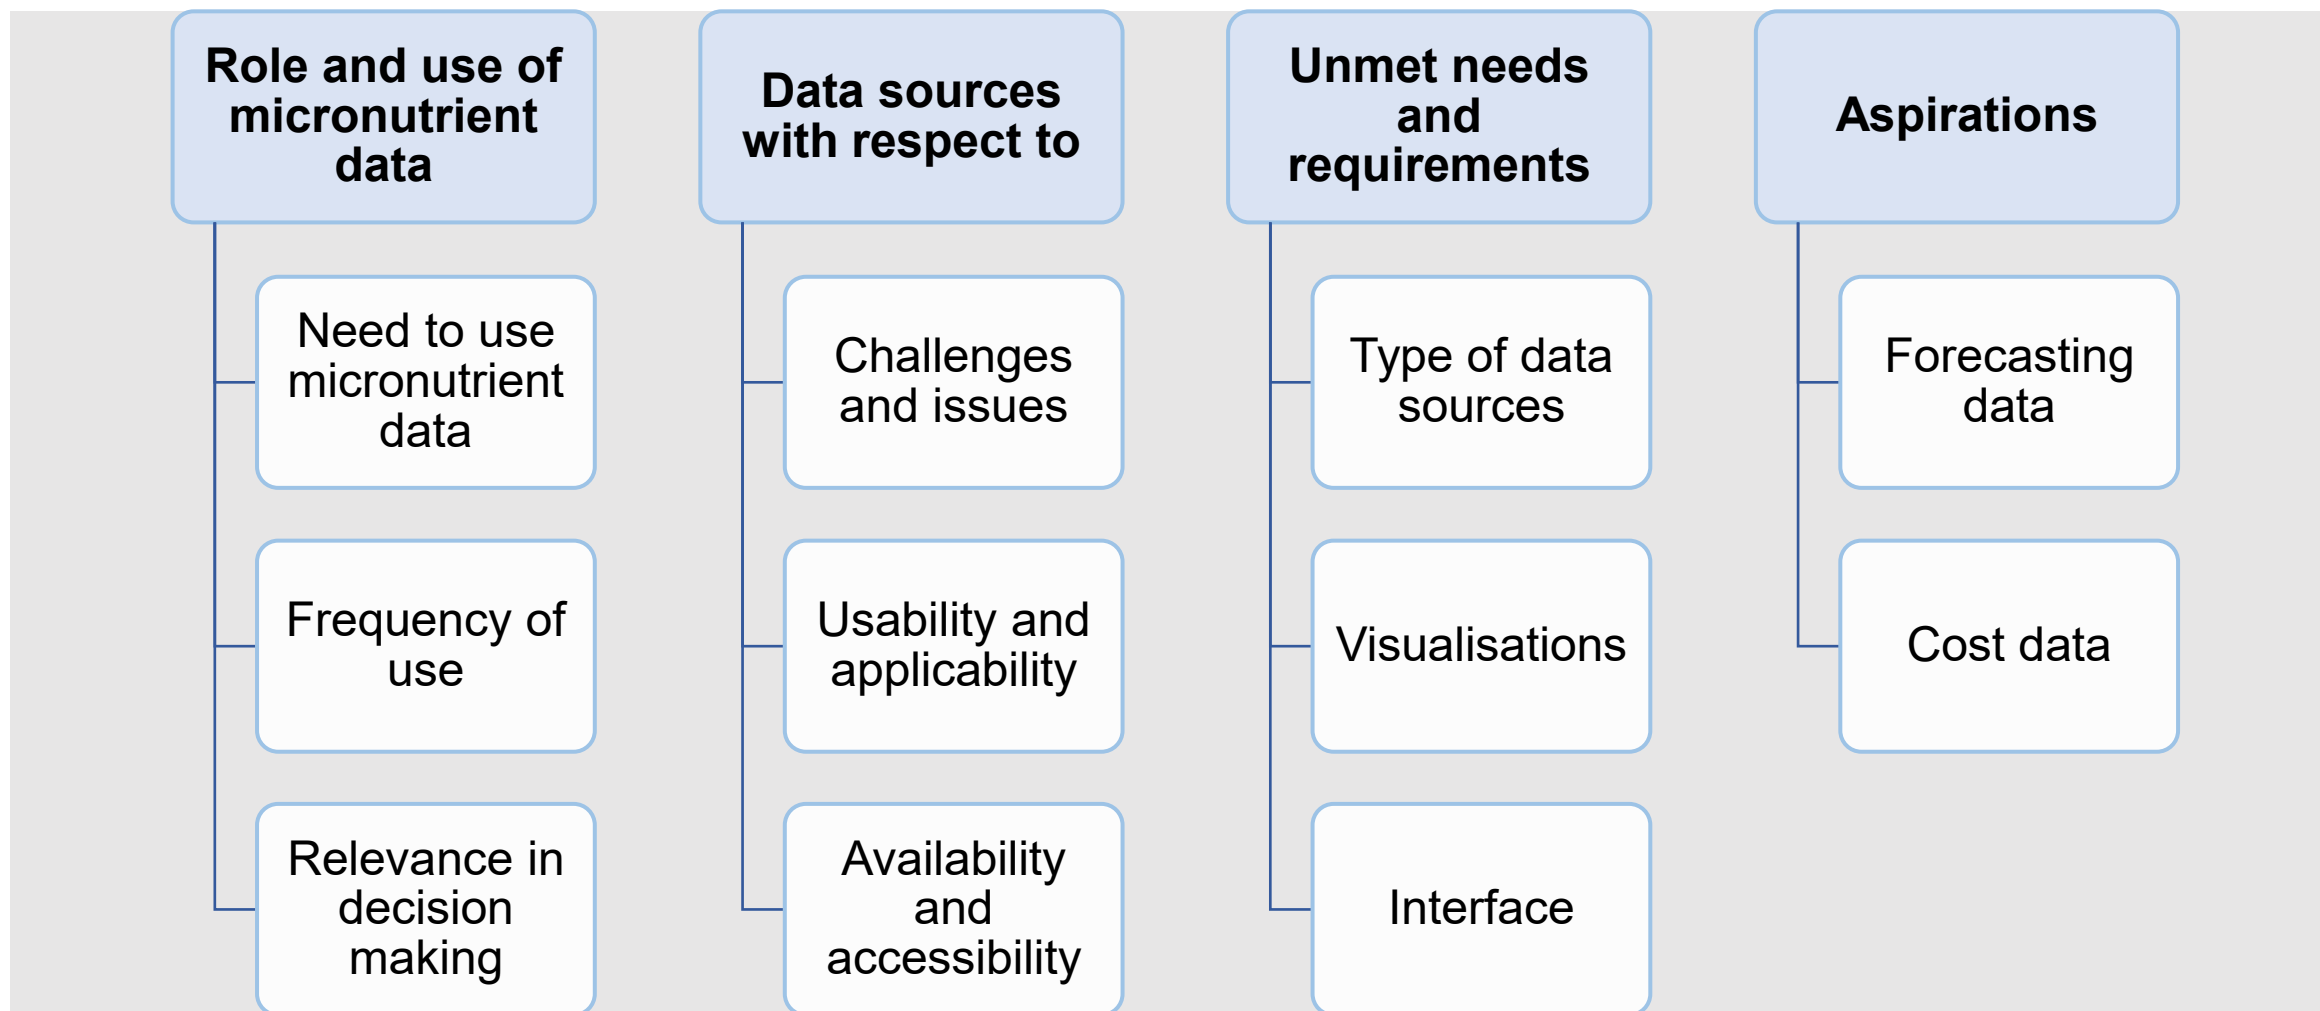 Role and use of
micronutrient
data
Need to use
micronutrient
data
Frequency of
use
Relevance in
decision
making
Data sources
with respect to
Challenges
and issues
Usability and
applicability
Availability
and
accessibility
Unmet needs
and
requirements
Type of data
sources
Visualisations
Interface
Aspirations
Forecasting
data
Cost data